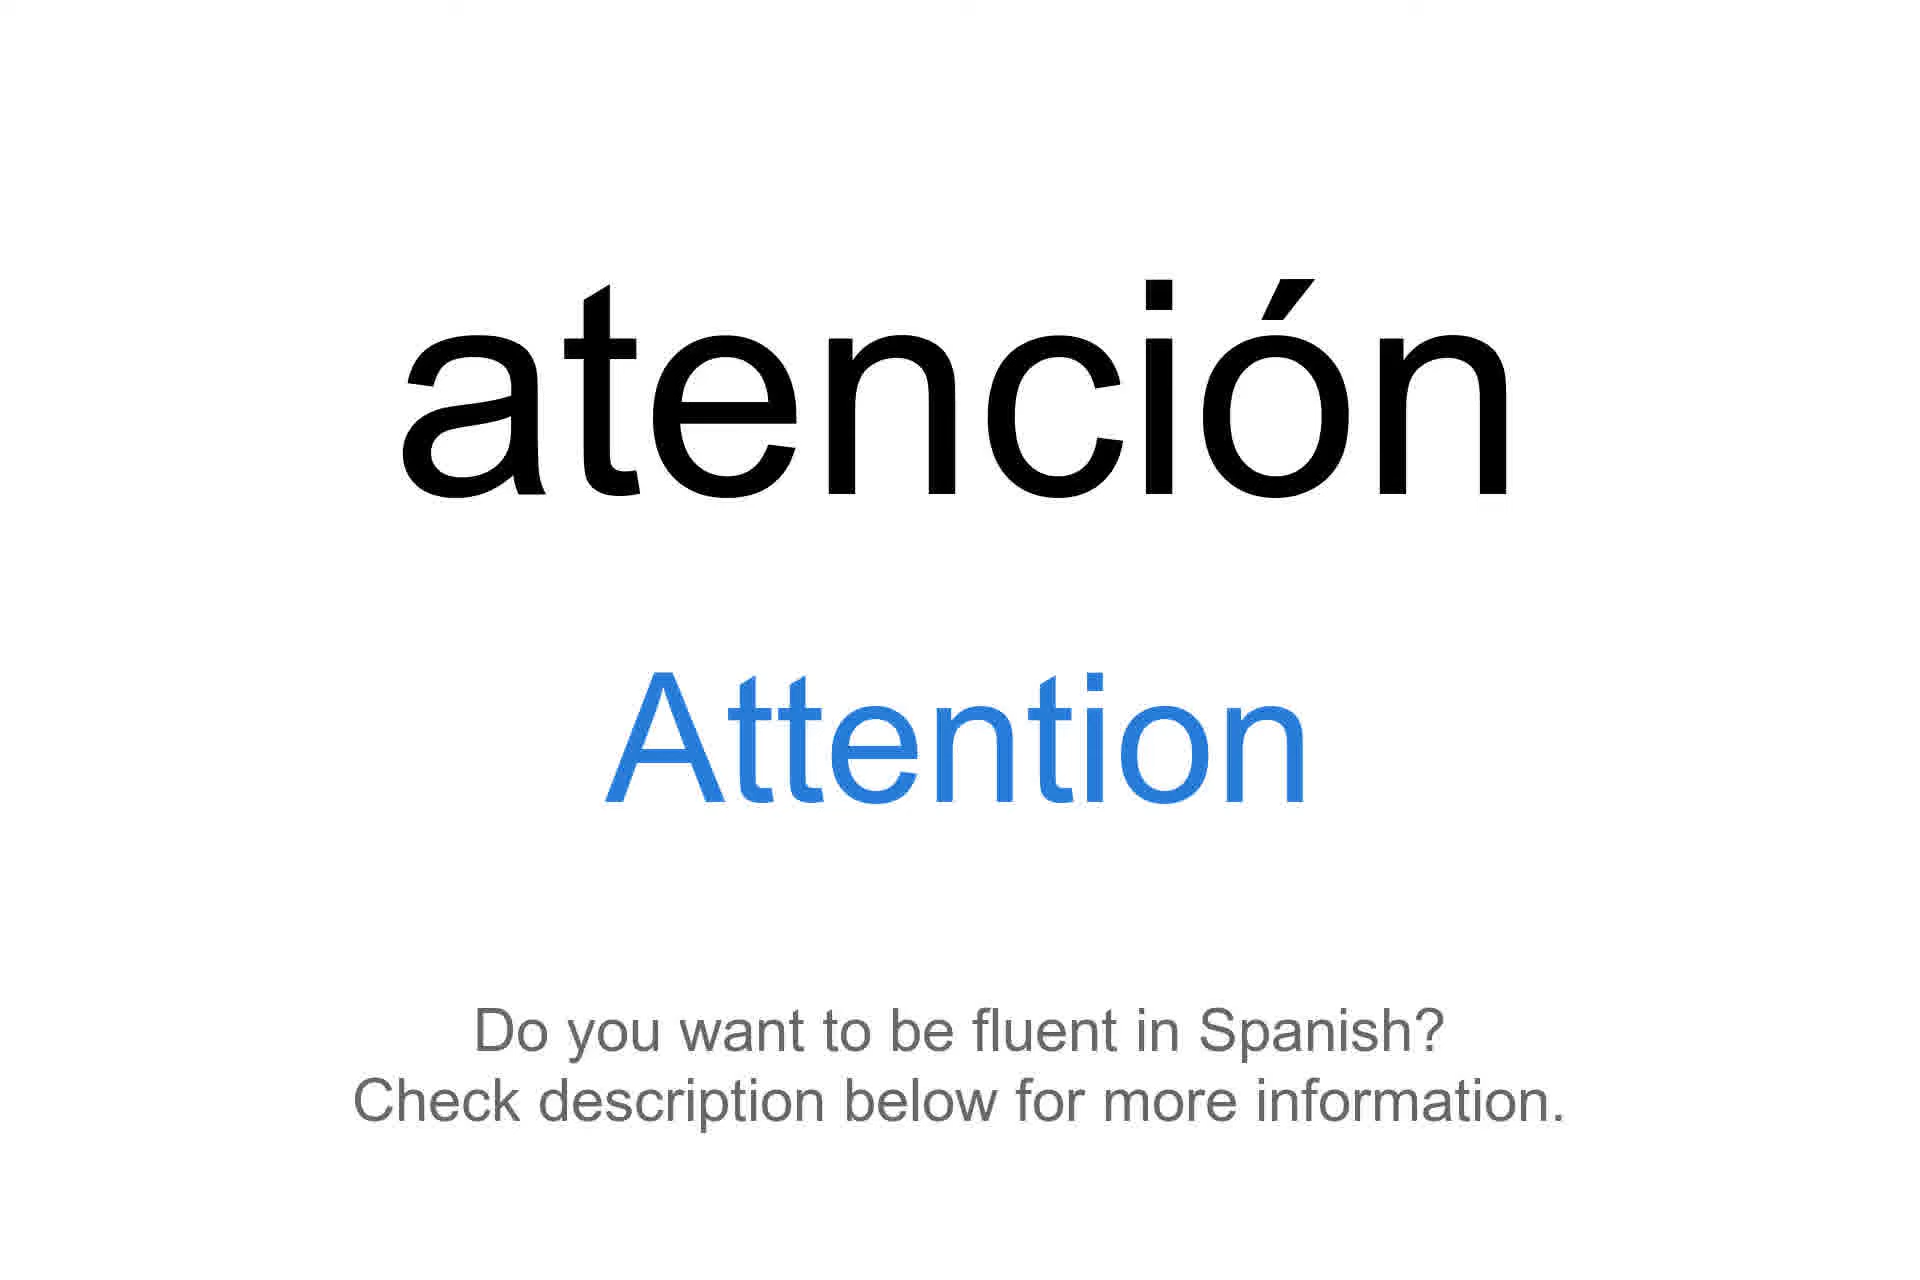 atención
Attention
Do you want to be fluent in Spanish?
Check description below for more information.